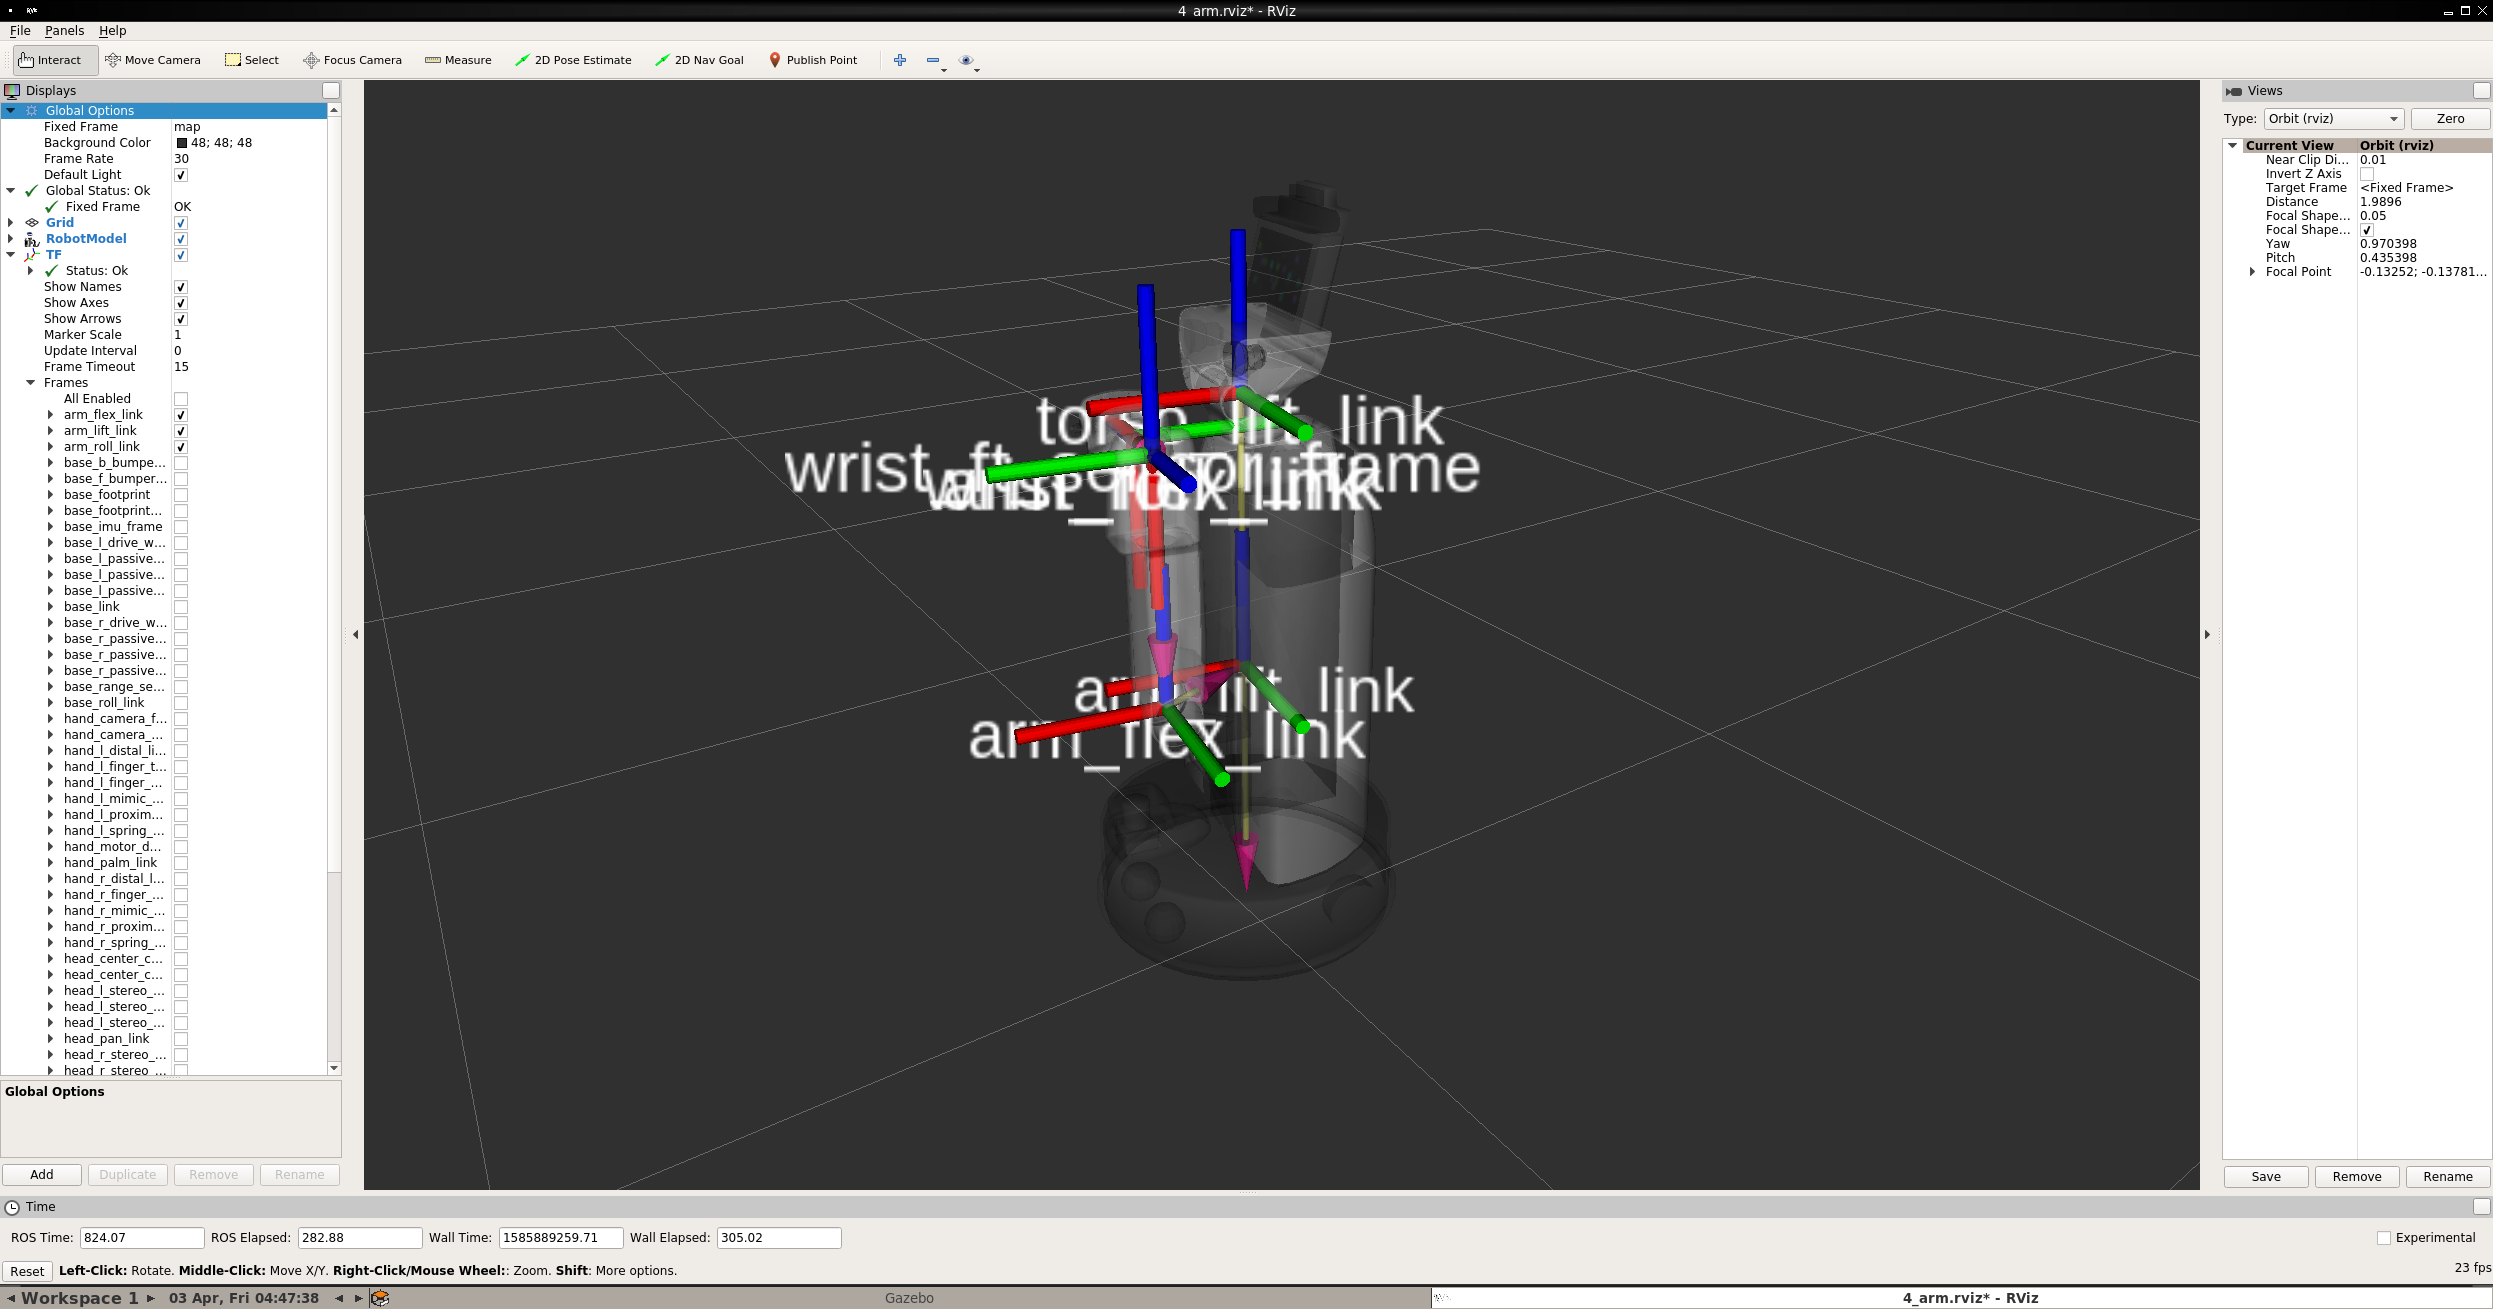 4_arm.rviz* - RViz
File Panels Help
Interact Move Camera Select Focus Camera Measure 2D Pose Estimate 2D Nav Goal Publish Point
Displays
Global Options
Fixed Frame map
Background Color 48; 48; 48
Frame Rate 30
Default Light
Global Status: Ok
Fixed Frame OK
Grid
RobotModel
TF
Status: Ok
Show Names
Show Axes
Show Arrows
Marker Scale 1
Update Interval 0
Frame Timeout 15
Frames
All Enabled
arm_flex_link
arm_lift_link
arm_roll_link
base_b_bumpe...
base_f_bumper...
base_footprint
base_footprint...
base_imu_frame
base_l_drive_w...
base_l_passive...
base_l_passive...
base_l_passive...
base_link
base_r_drive_w...
base_r_passive...
base_r_passive...
base_r_passive...
base_range_se...
base_roll_link
hand_camera_f...
hand_camera_...
hand_l_distal_li...
hand_l_finger_t...
hand_l_finger_...
hand_l_mimic_...
hand_l_proxim...
hand_l_spring_...
hand_motor_d...
hand_palm_link
hand_r_distal_l...
hand_r_finger_...
hand_r_mimic_...
hand_r_proxim...
hand_r_spring_...
head_center_c...
head_center_c...
head_l_stereo_...
head_l_stereo_...
head_l_stereo_...
head_pan_link
head_r_stereo_...
head_r_stereo_...
Global Options
Add Duplicate Remove Rename
torso_lift_link
wrist_ft_sensor_frame
wrist_flex_link
arm_lift_link
arm_flex_link
Views
Type: Orbit (rviz) Zero
Current View Orbit (rviz)
Near Clip Di... 0.01
Invert Z Axis
Target Frame <Fixed Frame>
Distance 1.9896
Focal Shape... 0.05
Focal Shape...
Yaw 0.970398
Pitch 0.435398
Focal Point -0.13252; -0.13781...
Save Remove Rename
Time
ROS Time: 824.07 ROS Elapsed: 282.88 Wall Time: 1585889259.71 Wall Elapsed: 305.02 Experimental
Reset Left-Click: Rotate. Middle-Click: Move X/Y. Right-Click/Mouse Wheel:: Zoom. Shift: More options. 23 fps
Workspace 1 03 Apr, Fri 04:47:38 Gazebo 4_arm.rviz* - RViz